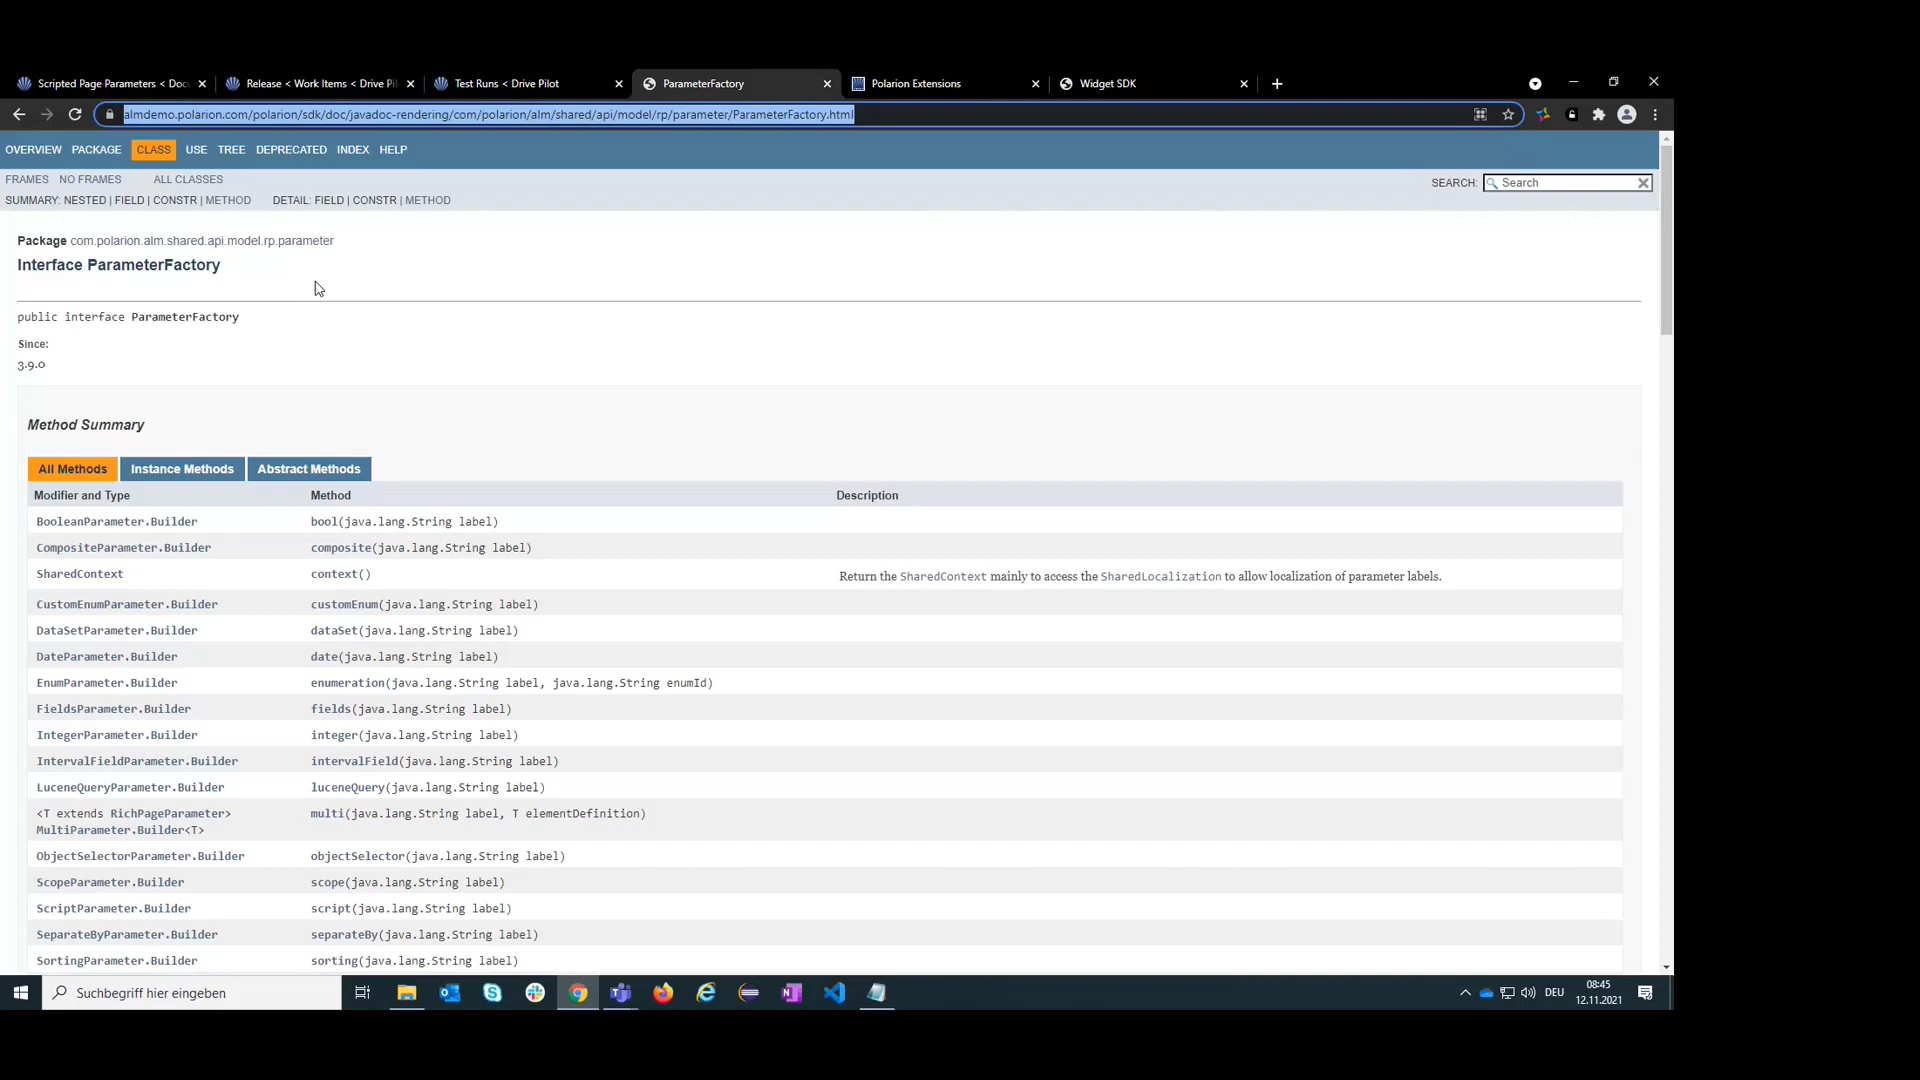 Scripted Page Parameters < Docu
Release < Work Items < Drive Pil
Test Runs < Drive Pilot
ParameterFactory
Polarion Extensions
Widget SDK
almdemo.polarion.com/polarion/sdk/doc/javadoc-rendering/com/polarion/alm/shared/api/model/rp/parameter/ParameterFactory.html
OVERVIEW PACKAGE CLASS USE TREE DEPRECATED INDEX HELP
FRAMES NO FRAMES ALL CLASSES
SEARCH: Search
SUMMARY: NESTED | FIELD | CONSTR | METHOD DETAIL: FIELD | CONSTR | METHOD
Package com.polarion.alm.shared.api.model.rp.parameter
Interface ParameterFactory
public interface ParameterFactory
Since:
3.9.0
Method Summary
All Methods Instance Methods Abstract Methods
Modifier and Type Method Description
BooleanParameter.Builder bool(java.lang.String label)
CompositeParameter.Builder composite(java.lang.String label)
SharedContext context() Return the SharedContext mainly to access the SharedLocalization to allow localization of parameter labels.
CustomEnumParameter.Builder customEnum(java.lang.String label)
DataSetParameter.Builder dataSet(java.lang.String label)
DateParameter.Builder date(java.lang.String label)
EnumParameter.Builder enumeration(java.lang.String label, java.lang.String enumId)
FieldsParameter.Builder fields(java.lang.String label)
IntegerParameter.Builder integer(java.lang.String label)
IntervalFieldParameter.Builder intervalField(java.lang.String label)
LuceneQueryParameter.Builder luceneQuery(java.lang.String label)
<T extends RichPageParameter> multi(java.lang.String label, T elementDefinition)
MultiParameter.Builder<T>
ObjectSelectorParameter.Builder objectSelector(java.lang.String label)
ScopeParameter.Builder scope(java.lang.String label)
ScriptParameter.Builder script(java.lang.String label)
SeparateByParameter.Builder separateBy(java.lang.String label)
SortingParameter.Builder sorting(java.lang.String label)
Suchbegriff hier eingeben
DEU
08:45
12.11.2021